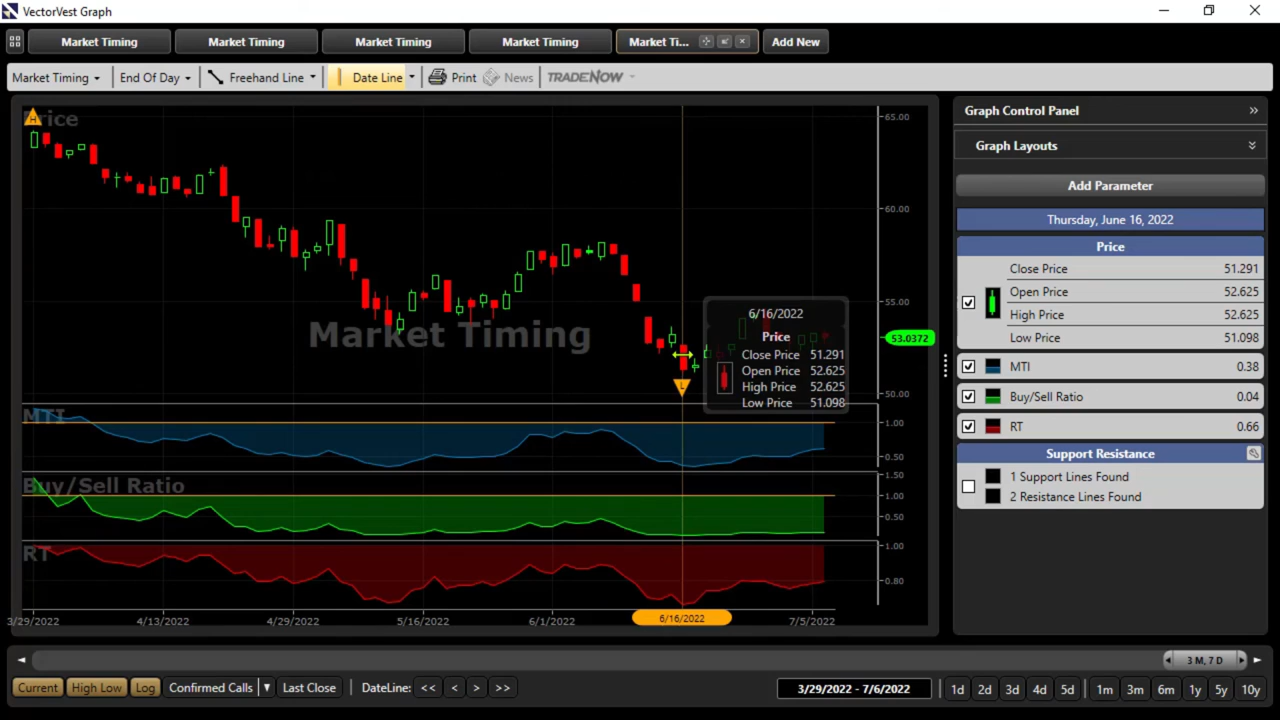 VectorVest Graph
Market Timing Market Timing Market Timing Market Timing Market Ti... Add New
Market Timing End Of Day Freehand Line Date Line Print News TRADENOW
Price
H
65.00
60.00
55.00
53.0372
50.00
Market Timing
L
6/16/2022
Price
Close Price 51.291
Open Price 52.625
High Price 52.625
Low Price 51.098
MTI
1.00
0.50
Buy/Sell Ratio
1.50
1.00
0.50
RT
1.00
0.80
3/29/2022 4/13/2022 4/29/2022 5/16/2022 6/1/2022 6/16/2022 7/5/2022
Graph Control Panel
Graph Layouts
Add Parameter
Thursday, June 16, 2022
Price
Close Price 51.291
Open Price 52.625
High Price 52.625
Low Price 51.098
MTI 0.38
Buy/Sell Ratio 0.04
RT 0.66
Support Resistance
1 Support Lines Found
2 Resistance Lines Found
3 M, 7 D
Current High Low Log Confirmed Calls Last Close DateLine: << < > >> 3/29/2022 - 7/6/2022 1d 2d 3d 4d 5d 1m 3m 6m 1y 5y 10y